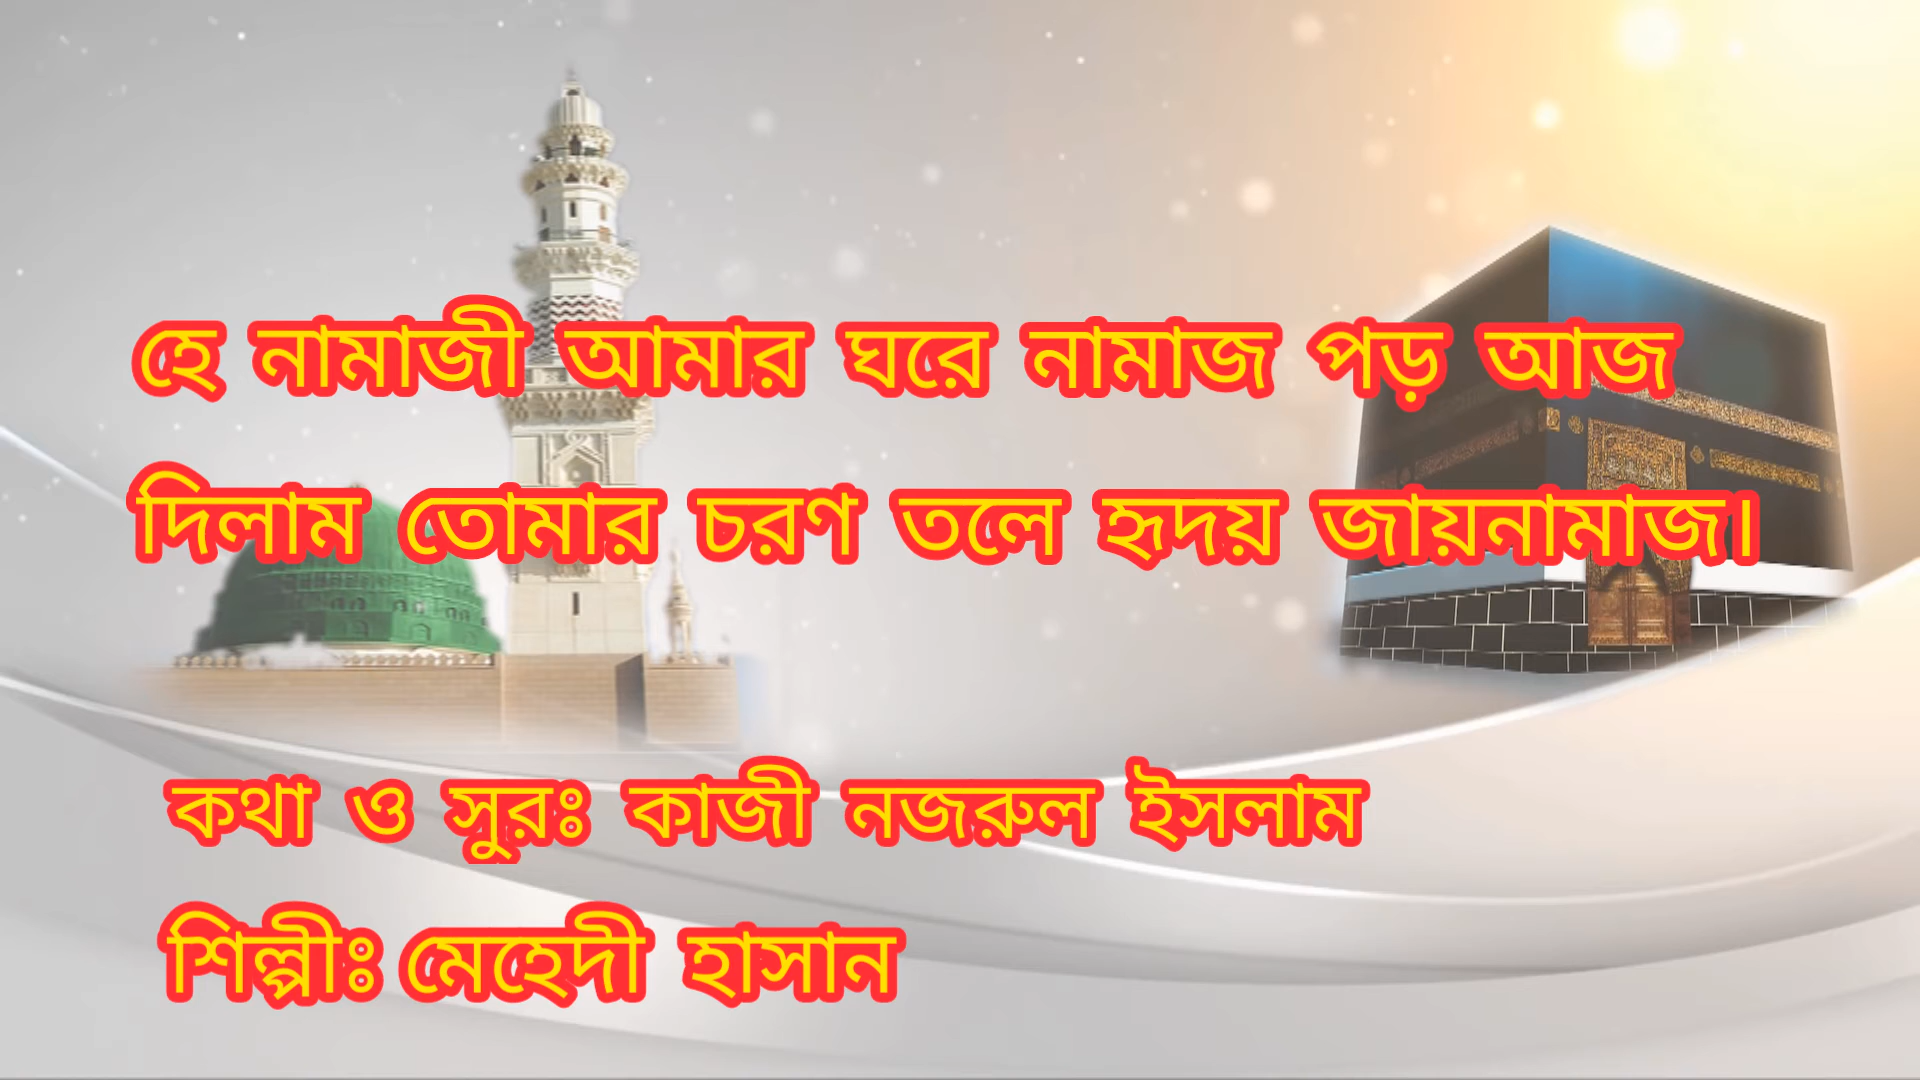 হে নামাজী আমার ঘরে নামাজ পড় আজ
দিলাম তোমার চরণ তলে হৃদয় জায়নামাজ।
কথা ও সুরঃ কাজী নজরুল ইসলাম
শিল্পীঃ মেহেদী হাসান